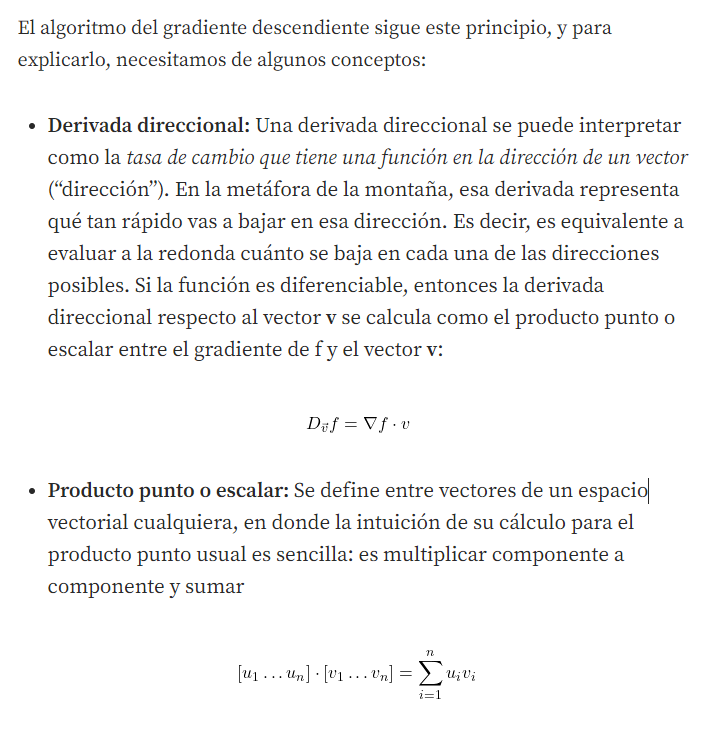 El algoritmo del gradiente descendiente sigue este principio, y para
explicarlo, necesitamos de algunos conceptos:
• Derivada direccional: Una derivada direccional se puede interpretar
como la tasa de cambio que tiene una función en la dirección de un vector
(“dirección”). En la metáfora de la montaña, esa derivada representa
qué tan rápido vas a bajar en esa dirección. Es decir, es equivalente a
evaluar a la redonda cuánto se baja en cada una de las direcciones
posibles. Si la función es diferenciable, entonces la derivada
direccional respecto al vector v se calcula como el producto punto o
escalar entre el gradiente de f y el vector v:
$D_{\vec{v}} f = \nabla f \cdot v$
• Producto punto o escalar: Se define entre vectores de un espacio
vectorial cualquiera, en donde la intuición de su cálculo para el
producto punto usual es sencilla: es multiplicar componente a
componente y sumar
$[u_1 \ldots u_n] \cdot [v_1 \ldots v_n] = \sum_{i=1}^{n} u_i v_i$